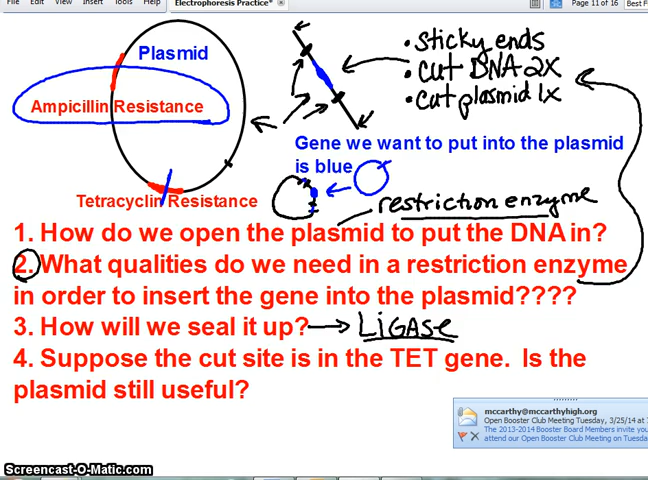 File Edit View Insert Tools Help
Electrophoresis Practice*
Page 11 of 16
Best F
Plasmid
Ampicillin Resistance
Tetracyclin Resistance
•Sticky ends
•Cut DNA 2X
•Cut plasmid 1x
Gene we want to put into the plasmid
is blue
restriction enzyme
1. How do we open the plasmid to put the DNA in?
2. What qualities do we need in a restriction enzyme
in order to insert the gene into the plasmid????
3. How will we seal it up? → LiGASe
4. Suppose the cut site is in the TET gene. Is the
plasmid still useful?
mccarthy@mccarthyhigh.org
Open Booster Club Meeting Tuesday, 3/25/14 at
The 2013-2014 Booster Board Members invite you
attend our Open Booster Club Meeting on Tuesda
Screencast-O-Matic.com